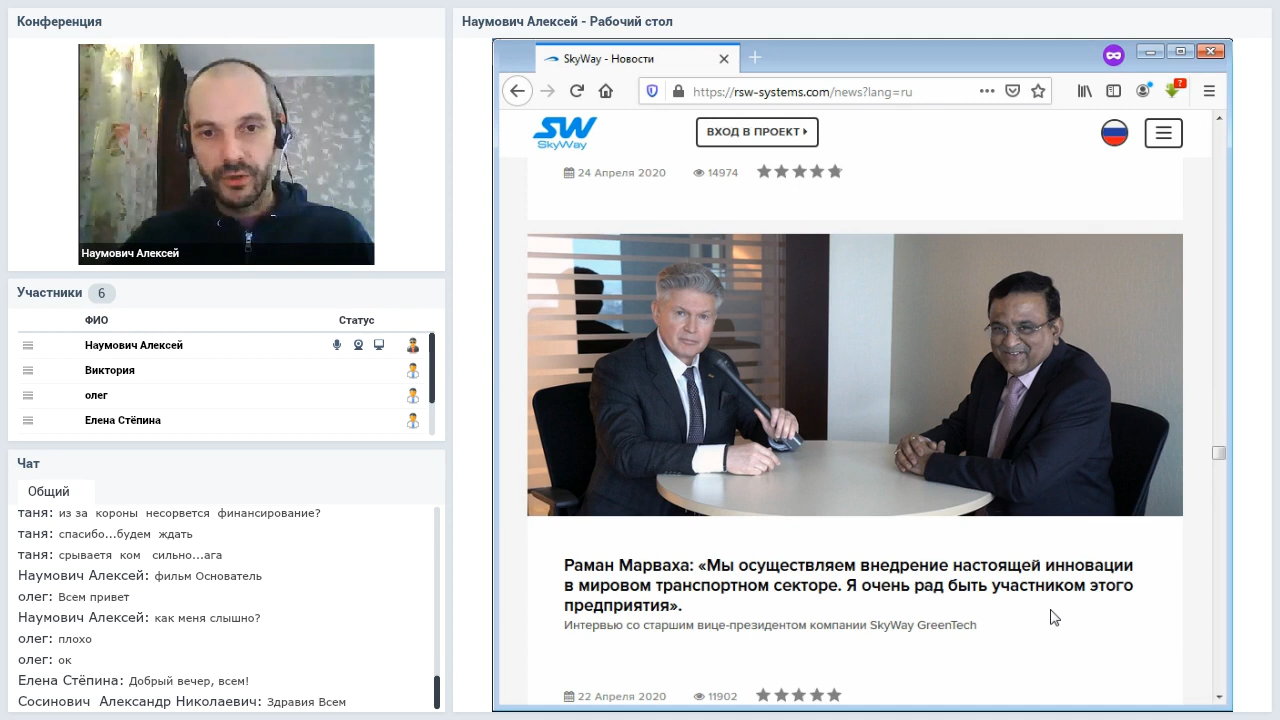 Конференция
Наумович Алексей
Участники 6
ФИО Статус
Наумович Алексей
Виктория
олег
Елена Стёпина
Чат
Общий
таня: из за короны несорвется финансирование?
таня: спасибо...будем ждать
таня: срываетя ком сильно...ага
Наумович Алексей: фильм Основатель
олег: Всем привет
Наумович Алексей: как меня слышно?
олег: плохо
олег: ок
Елена Стёпина: Добрый вечер, всем!
Сосинович Александр Николаевич: Здравия Всем
Наумович Алексей - Рабочий стол
SkyWay - Новости
https://rsw-systems.com/news?lang=ru
SW
SkyWay
ВХОД В ПРОЕКТ
24 Апреля 2020 14974
Раман Марваха: «Мы осуществляем внедрение настоящей инновации
в мировом транспортном секторе. Я очень рад быть участником этого
предприятия».
Интервью со старшим вице-президентом компании SkyWay GreenTech
22 Апреля 2020 11902